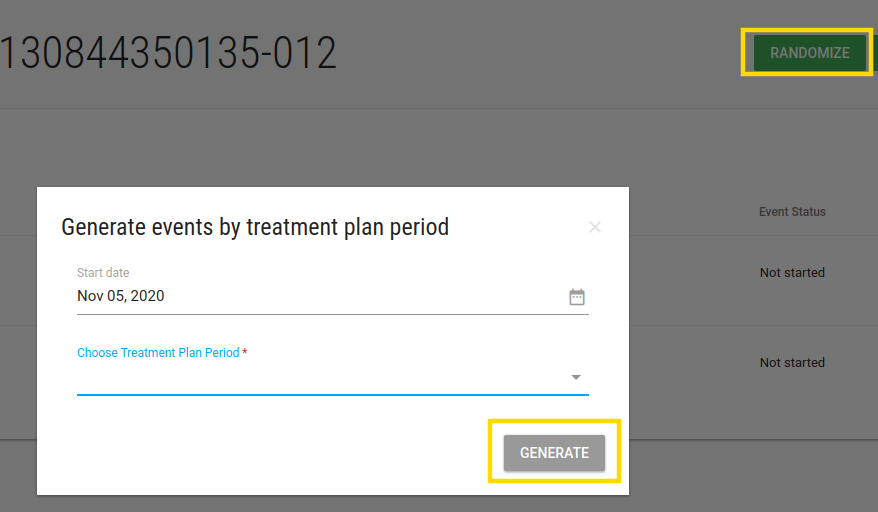 130844350135-012
RANDOMIZE
Generate events by treatment plan period
Event Status
Start date
Nov 05, 2020
Not started
Choose Treatment Plan Period *
Not started
GENERATE